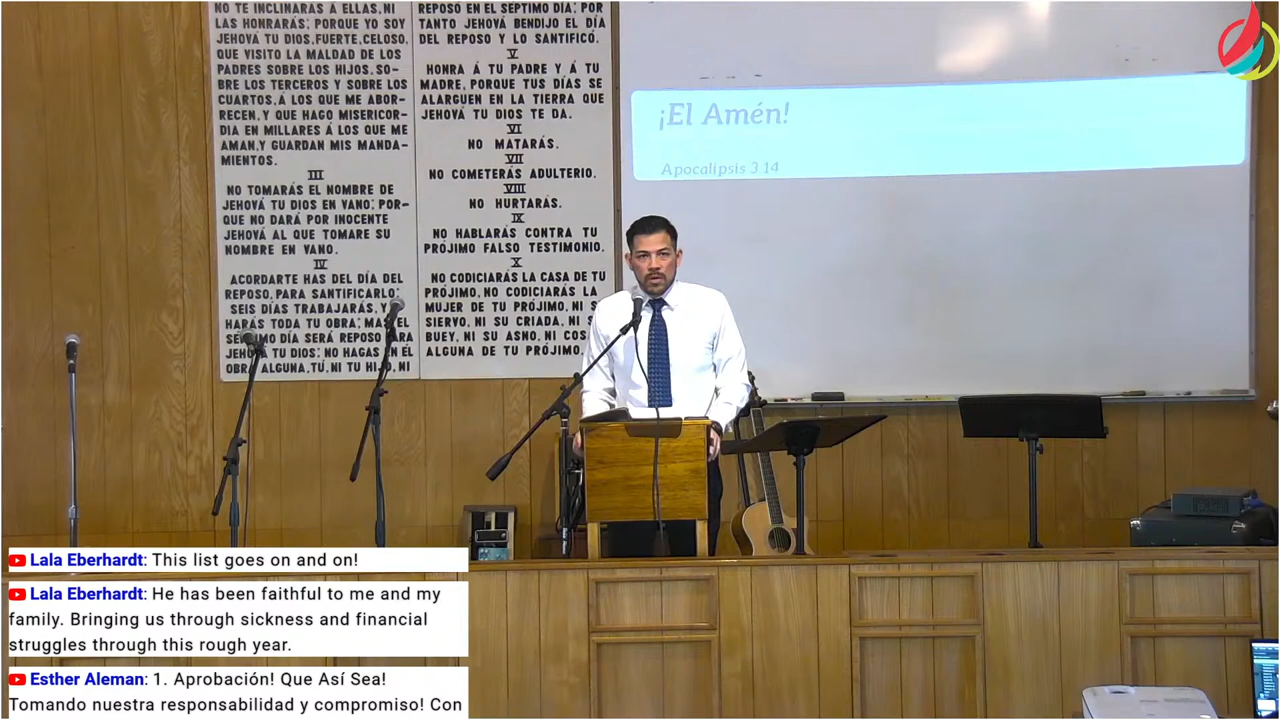 NO TE INCLINARÁS A ELLAS, NI
LAS HONRARÁS; PORQUE YO SOY
JEHOVÁ TU DIOS, FUERTE, CELOSO,
QUE VISITO LA MALDAD DE LOS
PADRES SOBRE LOS HIJOS, SO-
BRE LOS TERCEROS Y SOBRE LOS
CUARTOS, Á LOS QUE ME ABOR-
RECEN, Y QUE HAGO MISERICOR-
DIA EN MILLARES Á LOS QUE ME
AMAN, Y GUARDAN MIS MANDA-
MIENTOS.
III
NO TOMARÁS EL NOMBRE DE
JEHOVÁ TU DIOS EN VANO; POR-
QUE NO DARÁ POR INOCENTE
JEHOVÁ AL QUE TOMARE SU
NOMBRE EN VANO.
IV
ACORDARTE HAS DEL DÍA DEL
REPOSO, PARA SANTIFICARLO:
SEIS DÍAS TRABAJARÁS, Y
HARÁS TODA TU OBRA; MAS EL
SÉPTIMO DÍA SERÁ REPOSO PARA
JEHOVÁ TU DIOS: NO HAGAS EN ÉL
OBRA ALGUNA, TÚ, NI TU HIJO, NI
REPOSÓ EN EL SÉPTIMO DÍA: POR
TANTO JEHOVÁ BENDIJO EL DÍA
DEL REPOSO Y LO SANTIFICÓ.
V
HONRA Á TU PADRE Y Á TU
MADRE, PORQUE TUS DÍAS SE
ALARGUEN EN LA TIERRA QUE
JEHOVÁ TU DIOS TE DA.
VI
NO MATARÁS.
VII
NO COMETERÁS ADULTERIO.
VIII
NO HURTARÁS.
IX
NO HABLARÁS CONTRA TU
PRÓJIMO FALSO TESTIMONIO.
X
NO CODICIARÁS LA CASA DE TU
PRÓJIMO, NO CODICIARÁS LA
MUJER DE TU PRÓJIMO, NI S
SIERVO, NI SU CRIADA, NI S
BUEY, NI SU ASNO, NI COS
ALGUNA DE TU PRÓJIMO.
¡El Amén!
Apocalipsis 3.14
Lala Eberhardt: This list goes on and on!
Lala Eberhardt: He has been faithful to me and my
family. Bringing us through sickness and financial
struggles through this rough year.
Esther Aleman: 1. Aprobación! Que Así Sea!
Tomando nuestra responsabilidad y compromiso! Con